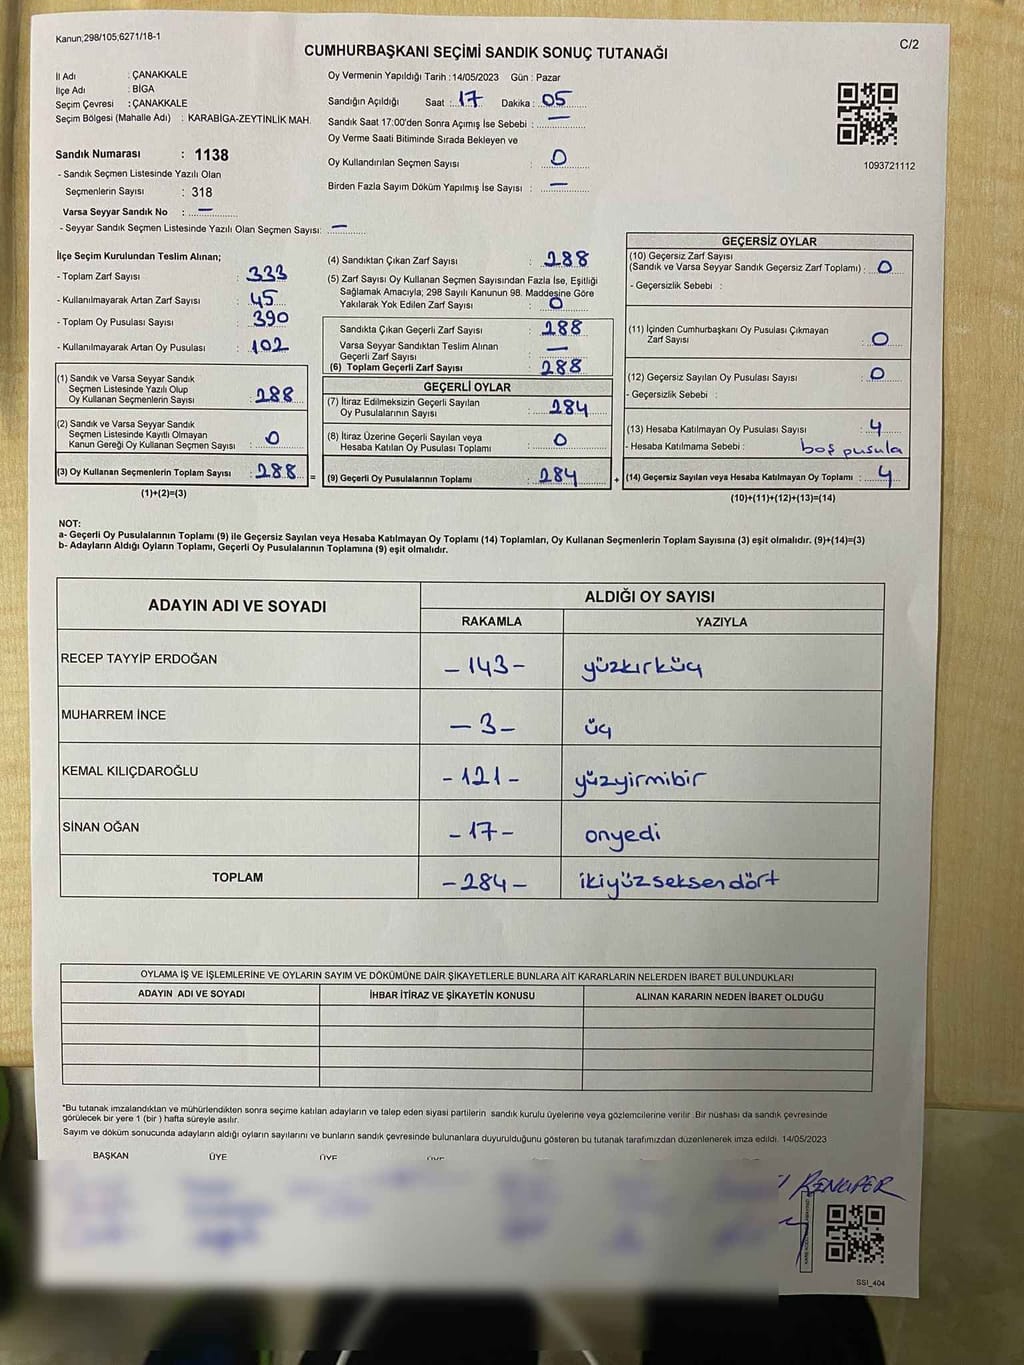 Kanun,298/105,6271/18-1
C/2
CUMHURBAŞKANI SEÇİMİ SANDIK SONUÇ TUTANAĞI
İl Adı : ÇANAKKALE
İlçe Adı : BİGA
Seçim Çevresi : ÇANAKKALE
Seçim Bölgesi (Mahalle Adı) : KARABİGA-ZEYTİNLİK MAH.
Sandık Numarası : 1138
- Sandık Seçmen Listesinde Yazılı Olan
Seçmenlerin Sayısı : 318
Varsa Seyyar Sandık No : —
- Seyyar Sandık Seçmen Listesinde Yazılı Olan Seçmen Sayısı: —
Oy Vermenin Yapıldığı Tarih : 14/05/2023 Gün : Pazar
Sandığın Açıldığı Saat : 17 Dakika : 05
Sandık Saat 17:00'den Sonra Açımış İse Sebebi : —
Oy Verme Saati Bitiminde Sırada Bekleyen ve
Oy Kullandırılan Seçmen Sayısı : 0
Birden Fazla Sayım Döküm Yapılmış İse Sayısı : —
1093721112
İlçe Seçim Kurulundan Teslim Alınan;
- Toplam Zarf Sayısı : 333
- Kullanılmayarak Artan Zarf Sayısı : 45
- Toplam Oy Pusulası Sayısı : 390
- Kullanılmayarak Artan Oy Pusulası : 102
(1) Sandık ve Varsa Seyyar Sandık
Seçmen Listesinde Yazılı Olup
Oy Kullanan Seçmenlerin Sayısı : 288
(2) Sandık ve Varsa Seyyar Sandık
Seçmen Listesinde Kayıtlı Olmayan
Kanun Gereği Oy Kullanan Seçmen Sayısı : 0
(3) Oy Kullanan Seçmenlerin Toplam Sayısı : 288 =
(1)+(2)=(3)
(4) Sandıktan Çıkan Zarf Sayısı : 288
(5) Zarf Sayısı Oy Kullanan Seçmen Sayısından Fazla İse, Eşitliği
Sağlamak Amacıyla; 298 Sayılı Kanunun 98. Maddesine Göre
Yakılarak Yok Edilen Zarf Sayısı : 0
Sandıkta Çıkan Geçerli Zarf Sayısı : 288
Varsa Seyyar Sandıktan Teslim Alınan
Geçerli Zarf Sayısı : —
(6) Toplam Geçerli Zarf Sayısı : 288
GEÇERLİ OYLAR
(7) İtiraz Edilmeksizin Geçerli Sayılan
Oy Pusulalarının Sayısı : 284
(8) İtiraz Üzerine Geçerli Sayılan veya
Hesaba Katılan Oy Pusulası Toplamı : 0
(9) Geçerli Oy Pusulalarının Toplamı : 284 +
GEÇERSİZ OYLAR
(10) Geçersiz Zarf Sayısı
(Sandık ve Varsa Seyyar Sandık Geçersiz Zarf Toplamı) : 0
- Geçersizlik Sebebi :
(11) İçinden Cumhurbaşkanı Oy Pusulası Çıkmayan
Zarf Sayısı : 0
(12) Geçersiz Sayılan Oy Pusulası Sayısı : 0
- Geçersizlik Sebebi :
(13) Hesaba Katılmayan Oy Pusulası Sayısı : 4
- Hesaba Katılmama Sebebi : boş pusula
(14) Geçersiz Sayılan veya Hesaba Katılmayan Oy Toplamı : 4
(10)+(11)+(12)+(13)=(14)
NOT:
a- Geçerli Oy Pusulalarının Toplamı (9) ile Geçersiz Sayılan veya Hesaba Katılmayan Oy Toplamı (14) Toplamları, Oy Kullanan Seçmenlerin Toplam Sayısına (3) eşit olmalıdır. (9)+(14)=(3)
b- Adayların Aldığı Oyların Toplamı, Geçerli Oy Pusulalarının Toplamına (9) eşit olmalıdır.
ADAYIN ADI VE SOYADI
ALDIĞI OY SAYISI
RAKAMLA YAZIYLA
RECEP TAYYİP ERDOĞAN -143- yüzkırküç
MUHARREM İNCE -3- üç
KEMAL KILIÇDAROĞLU -121- yüzyirmibir
SİNAN OĞAN -17- onyedi
TOPLAM -284- ikiyüzseksendört
OYLAMA İŞ VE İŞLEMLERİNE VE OYLARIN SAYIM VE DÖKÜMÜNE DAİR ŞİKAYETLERLE BUNLARA AİT KARARLARIN NELERDEN İBARET BULUNDUKLARI
ADAYIN ADI VE SOYADI İHBAR İTİRAZ VE ŞİKAYETİN KONUSU ALINAN KARARIN NEDEN İBARET OLDUĞU
*Bu tutanak imzalandıktan ve mühürlendikten sonra seçime katılan adayların ve talep eden siyasi partilerin sandık kurulu üyelerine veya gözlemcilerine verilir. Bir nüshası da sandık çevresinde
görülecek bir yere 1 (bir) hafta süreyle asılır.
Sayım ve döküm sonucunda adayların aldığı oyların sayılarını ve bunların sandık çevresinde bulunanlara duyurulduğunu gösteren bu tutanak tarafımızdan düzenlenerek imza edildi. 14/05/2023
BAŞKAN ÜYE ÜYE ÜYE
SSI_404